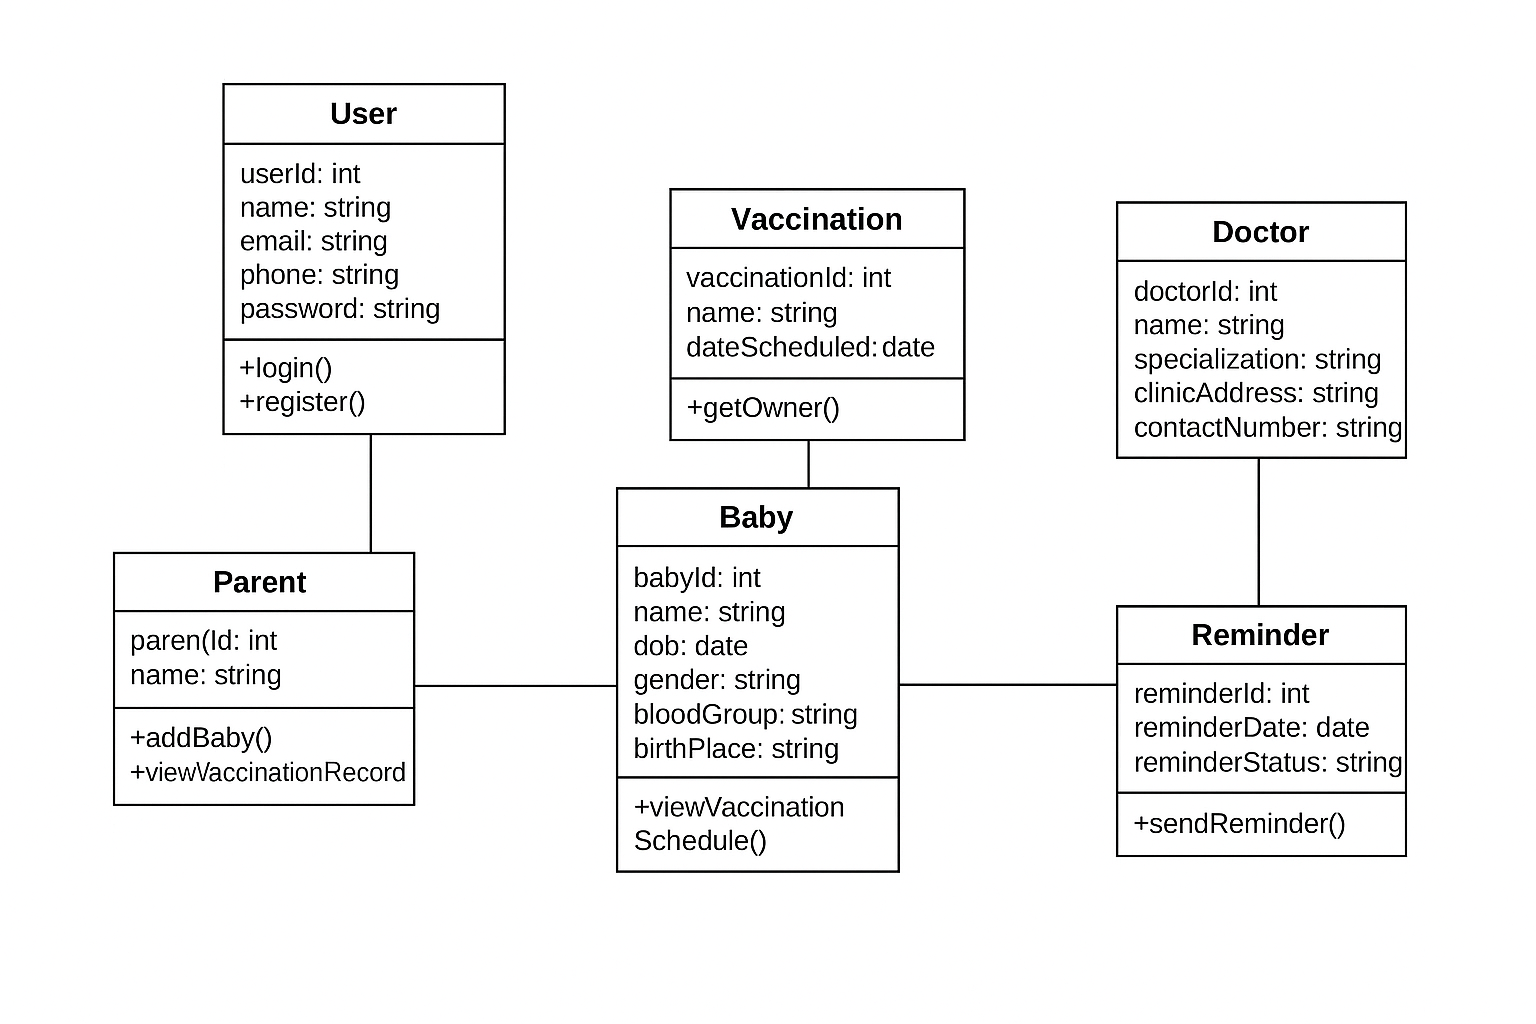 User
userId: int
name: string
email: string
phone: string
password: string
+login()
+register()
Vaccination
vaccinationId: int
name: string
dateScheduled: date
+getOwner()
Doctor
doctorId: int
name: string
specialization: string
clinicAddress: string
contactNumber: string
Parent
paren(Id: int
name: string
+addBaby()
+viewVaccinationRecord
Baby
babyId: int
name: string
dob: date
gender: string
bloodGroup: string
birthPlace: string
+viewVaccination
Schedule()
Reminder
reminderId: int
reminderDate: date
reminderStatus: string
+sendReminder()